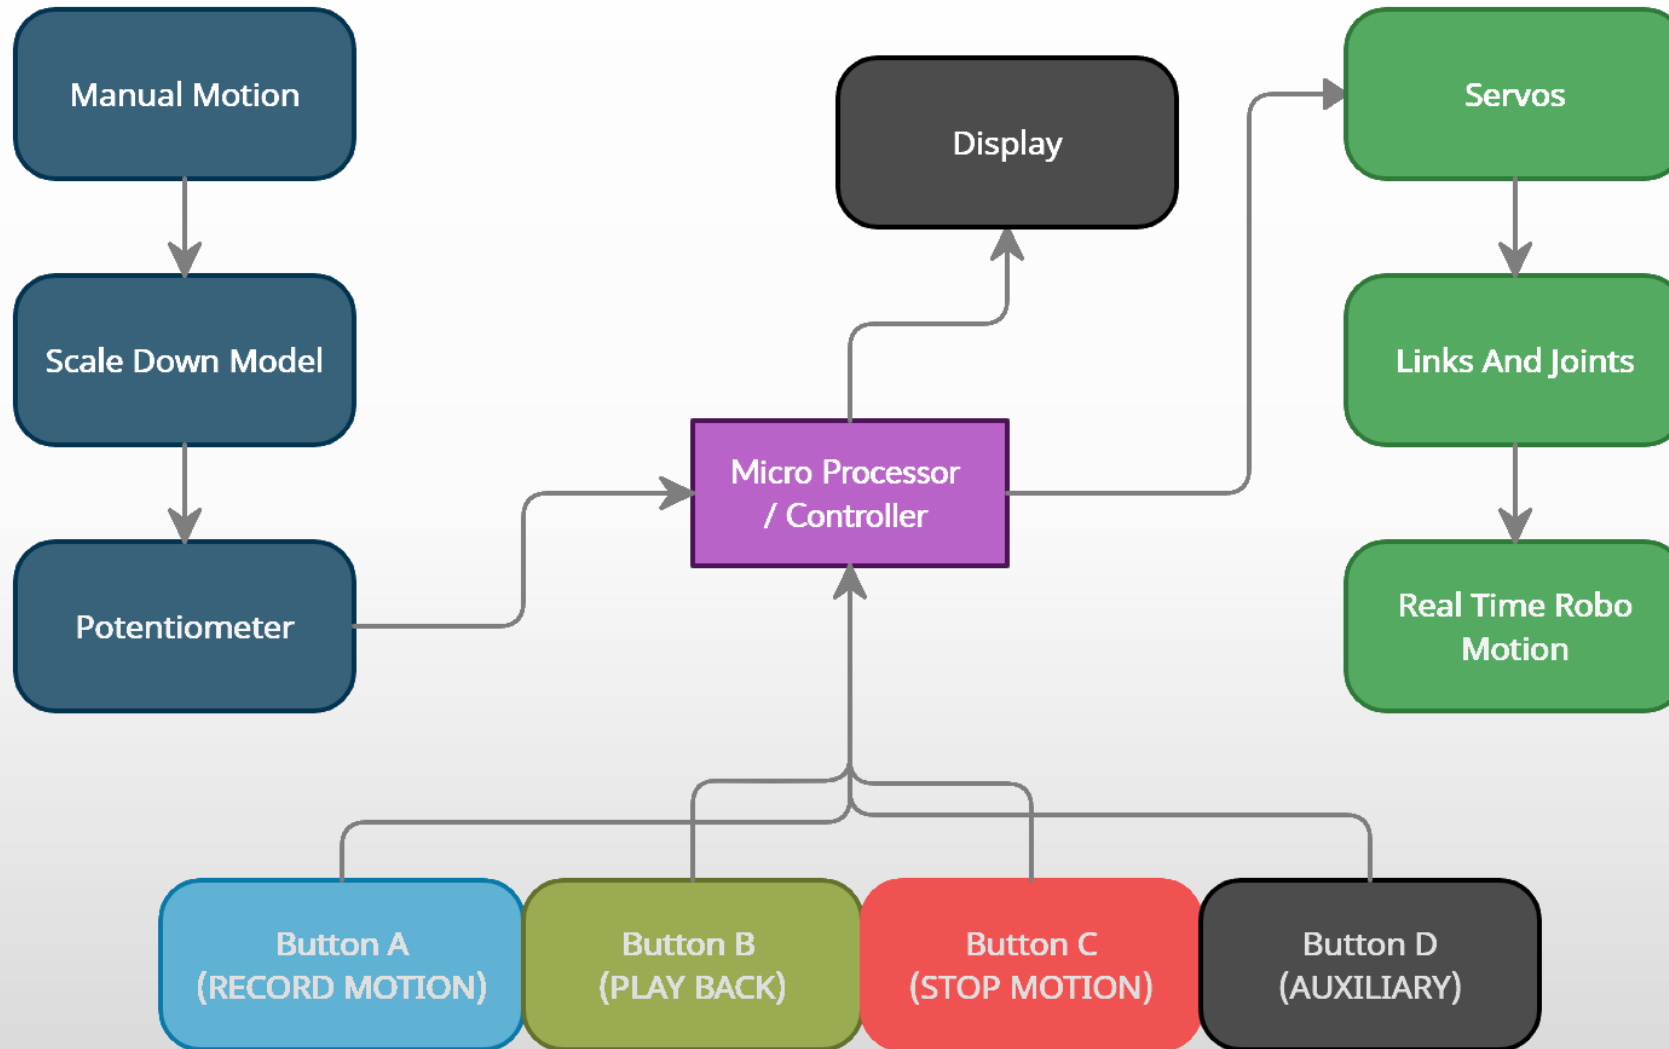 Manual Motion
Display
Servos
Scale Down Model
Links And Joints
Micro Processor
/ Controller
Potentiometer
Real Time Robo
Motion
Button A
(RECORD MOTION)
Button B
(PLAY BACK)
Button C
(STOP MOTION)
Button D
(AUXILIARY)